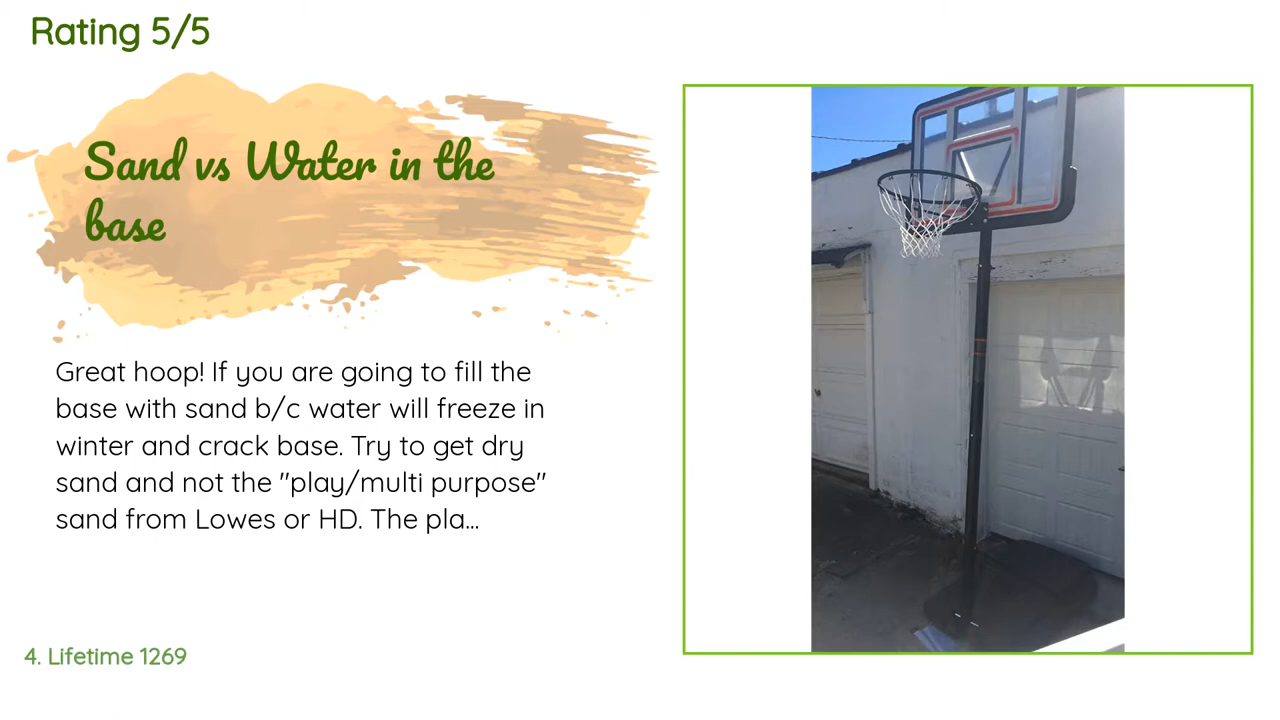 Rating 5/5
Sand vs Water in the
base
Great hoop! If you are going to fill the
base with sand b/c water will freeze in
winter and crack base. Try to get dry
sand and not the "play/multi purpose"
sand from Lowes or HD. The pla...
4. Lifetime 1269